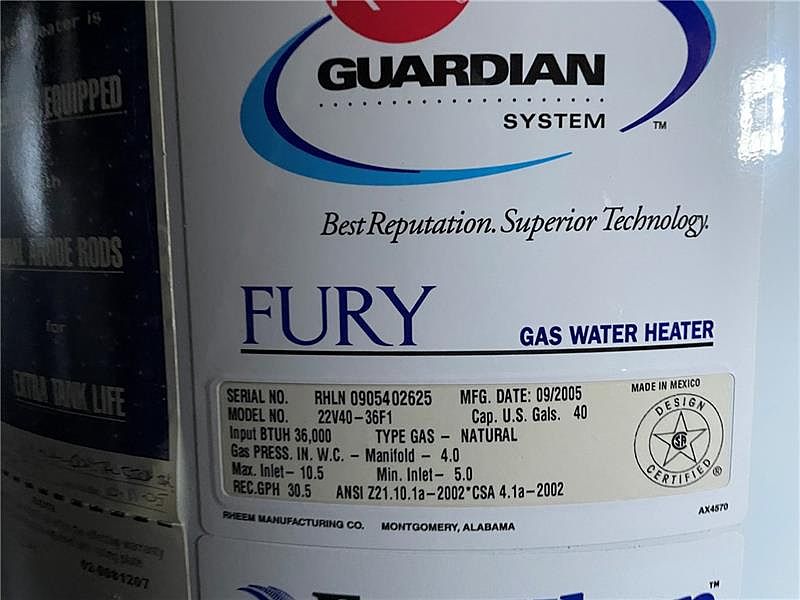 EQUIPPED
ANODE RODS
for
EXTRA TANK LIFE
02-0081207
GUARDIAN
SYSTEM
TM
Best Reputation. Superior Technology.
FURY
GAS WATER HEATER
SERIAL NO. RHLN 0905402625 MFG. DATE: 09/2005
MODEL NO. 22V40-36F1 Cap. U.S. Gals. 40
Input BTUH 36,000 TYPE GAS - NATURAL
Gas PRESS. IN. W.C. - Manifold - 4.0
Max. Inlet- 10.5 Min. Inlet- 5.0
REC.GPH 30.5 ANSI Z21.10.1a-2002*CSA 4.1a-2002
MADE IN MEXICO
DESIGN
SA
CERTIFIED
®
RHEEM MANUFACTURING CO. MONTGOMERY, ALABAMA
AX4570
TM